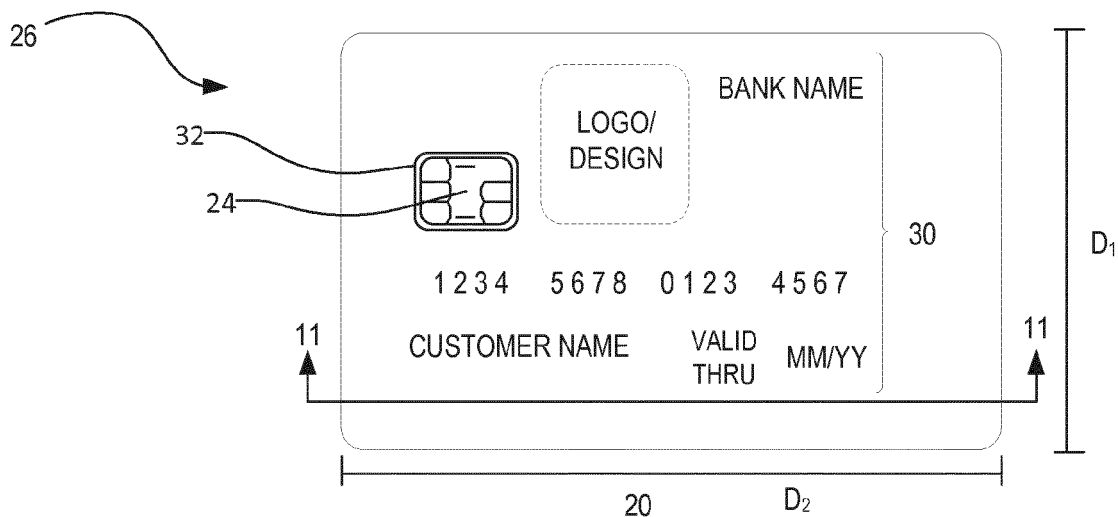 26
BANK NAME
LOGO/
DESIGN
32
24
30
D₁
1234 5678 0123 4567
11
11
CUSTOMER NAME
VALID
THRU
MM/YY
20
D₂